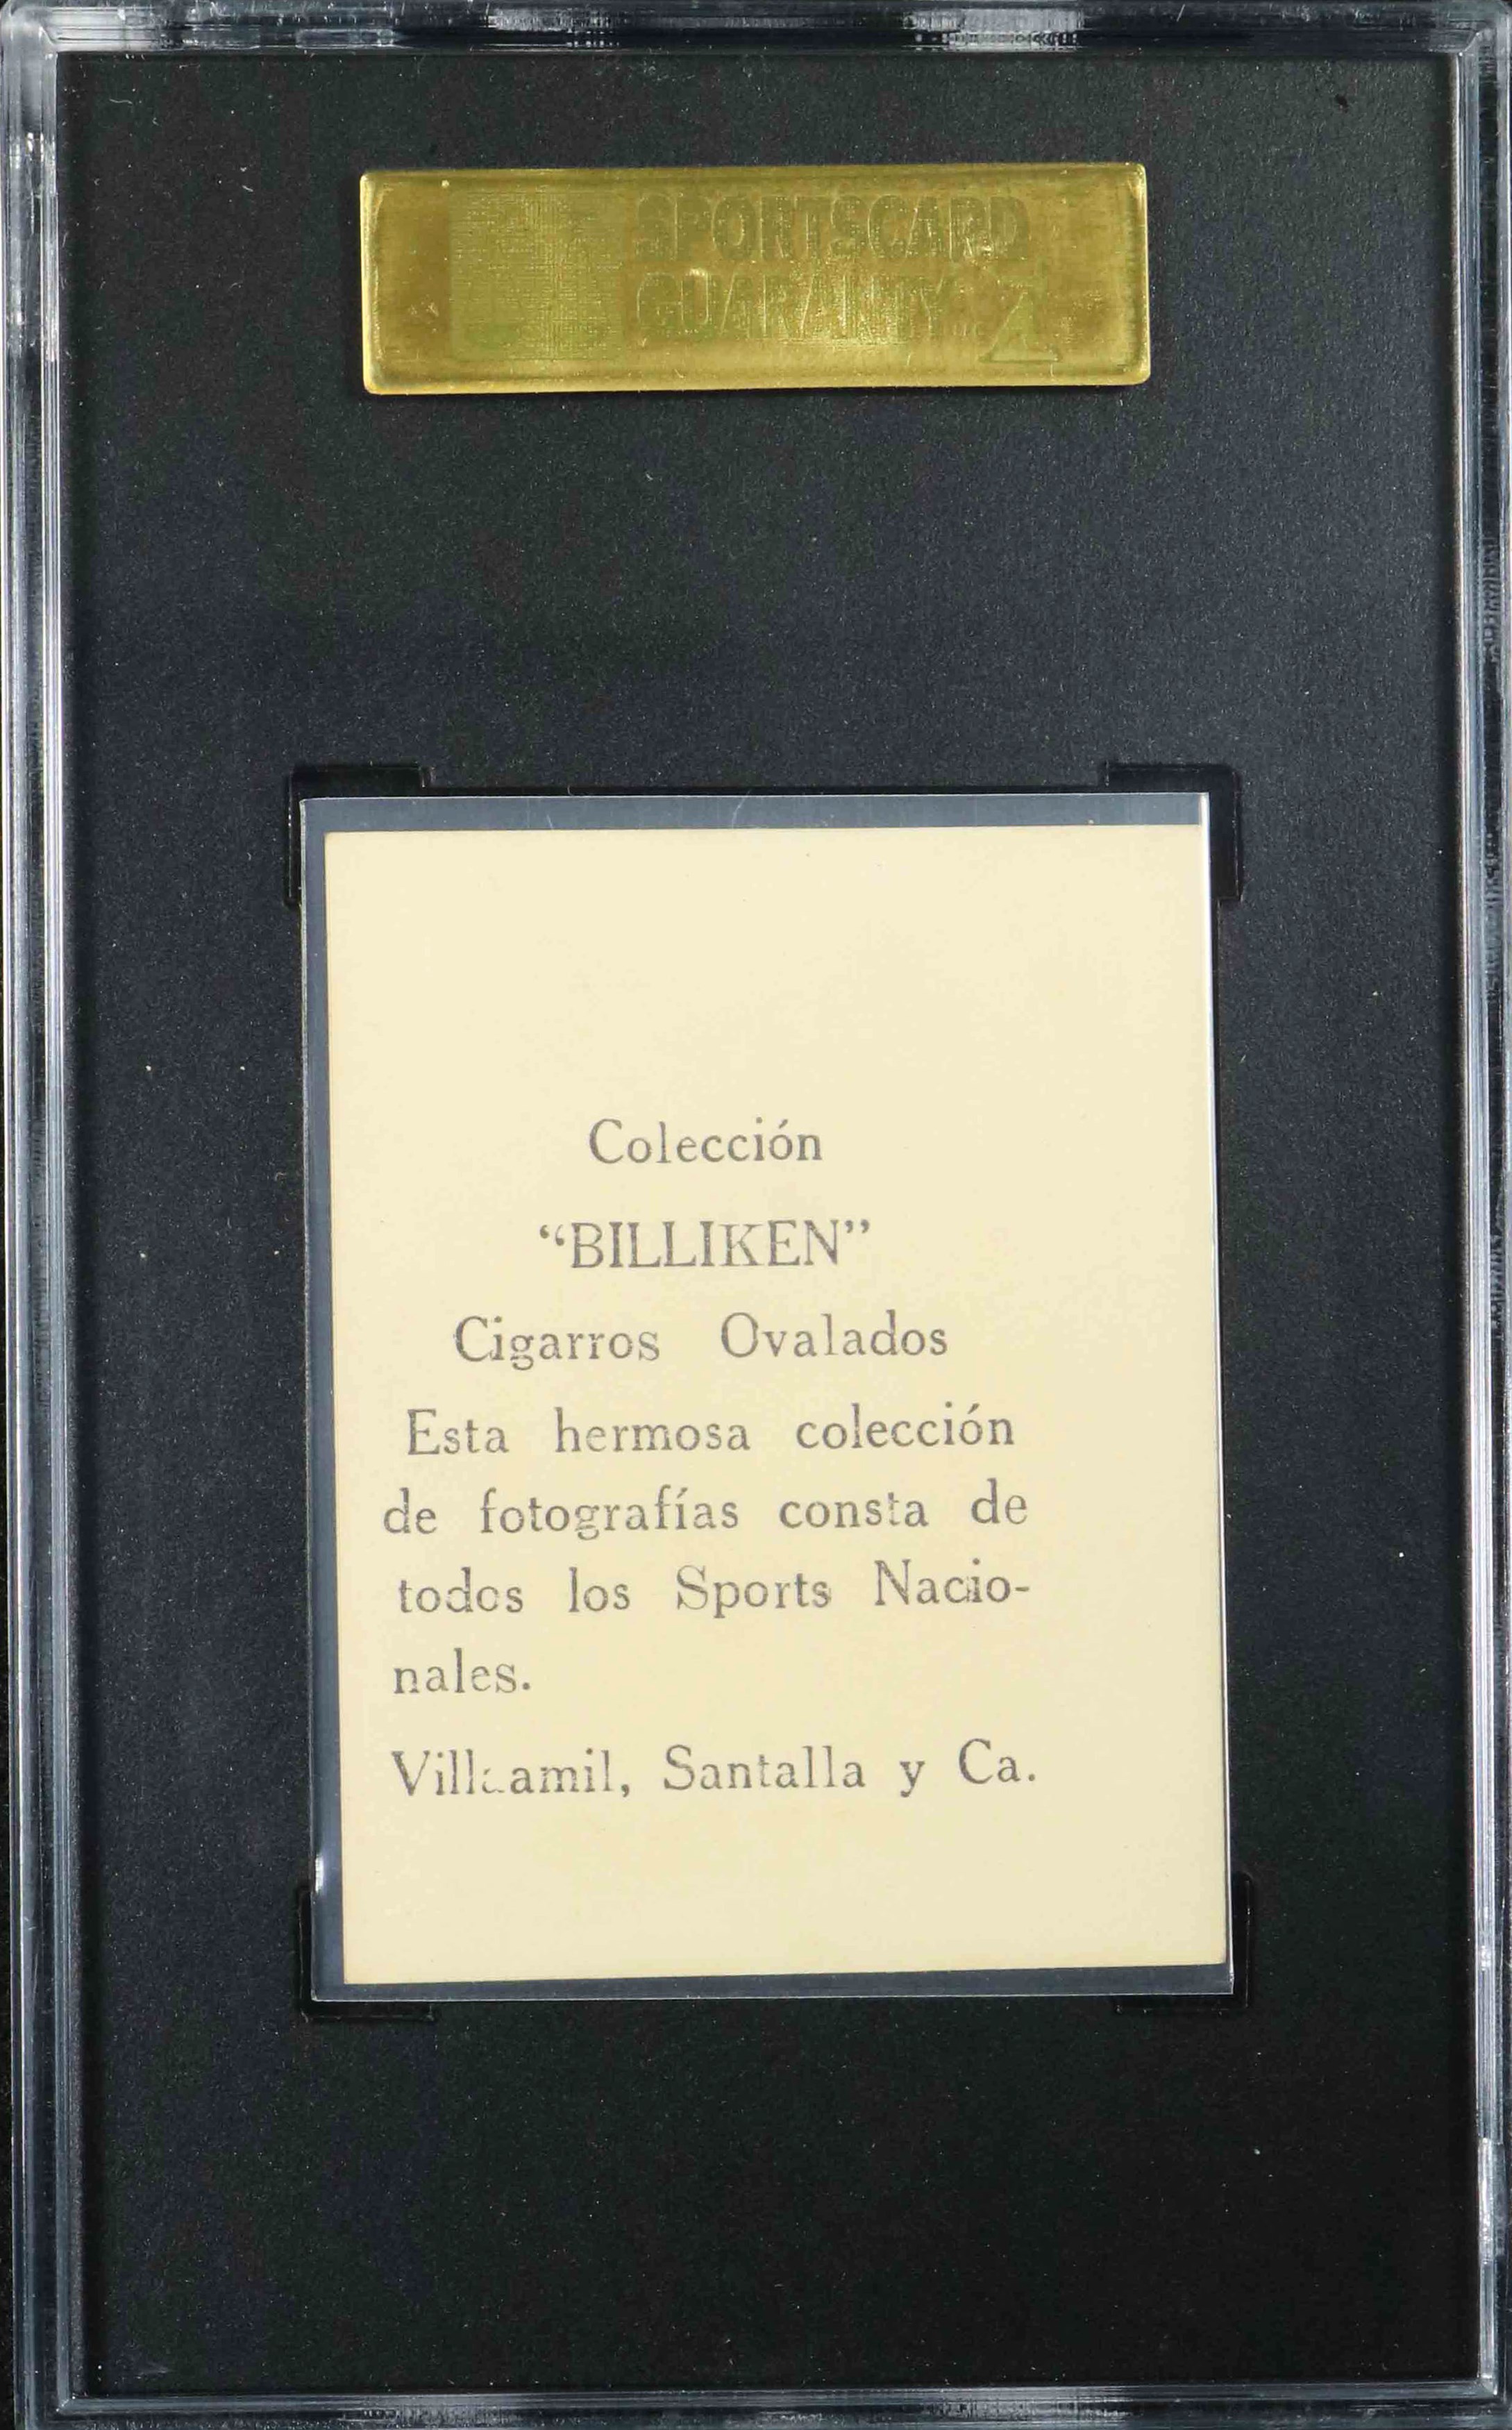 SPORTSCARD
GUARANTY
Colección
“BILLIKEN”
Cigarros Ovalados
Esta hermosa colección
de fotografías consta de
todos los Sports Nacio-
nales.
Villaamil, Santalla y Ca.